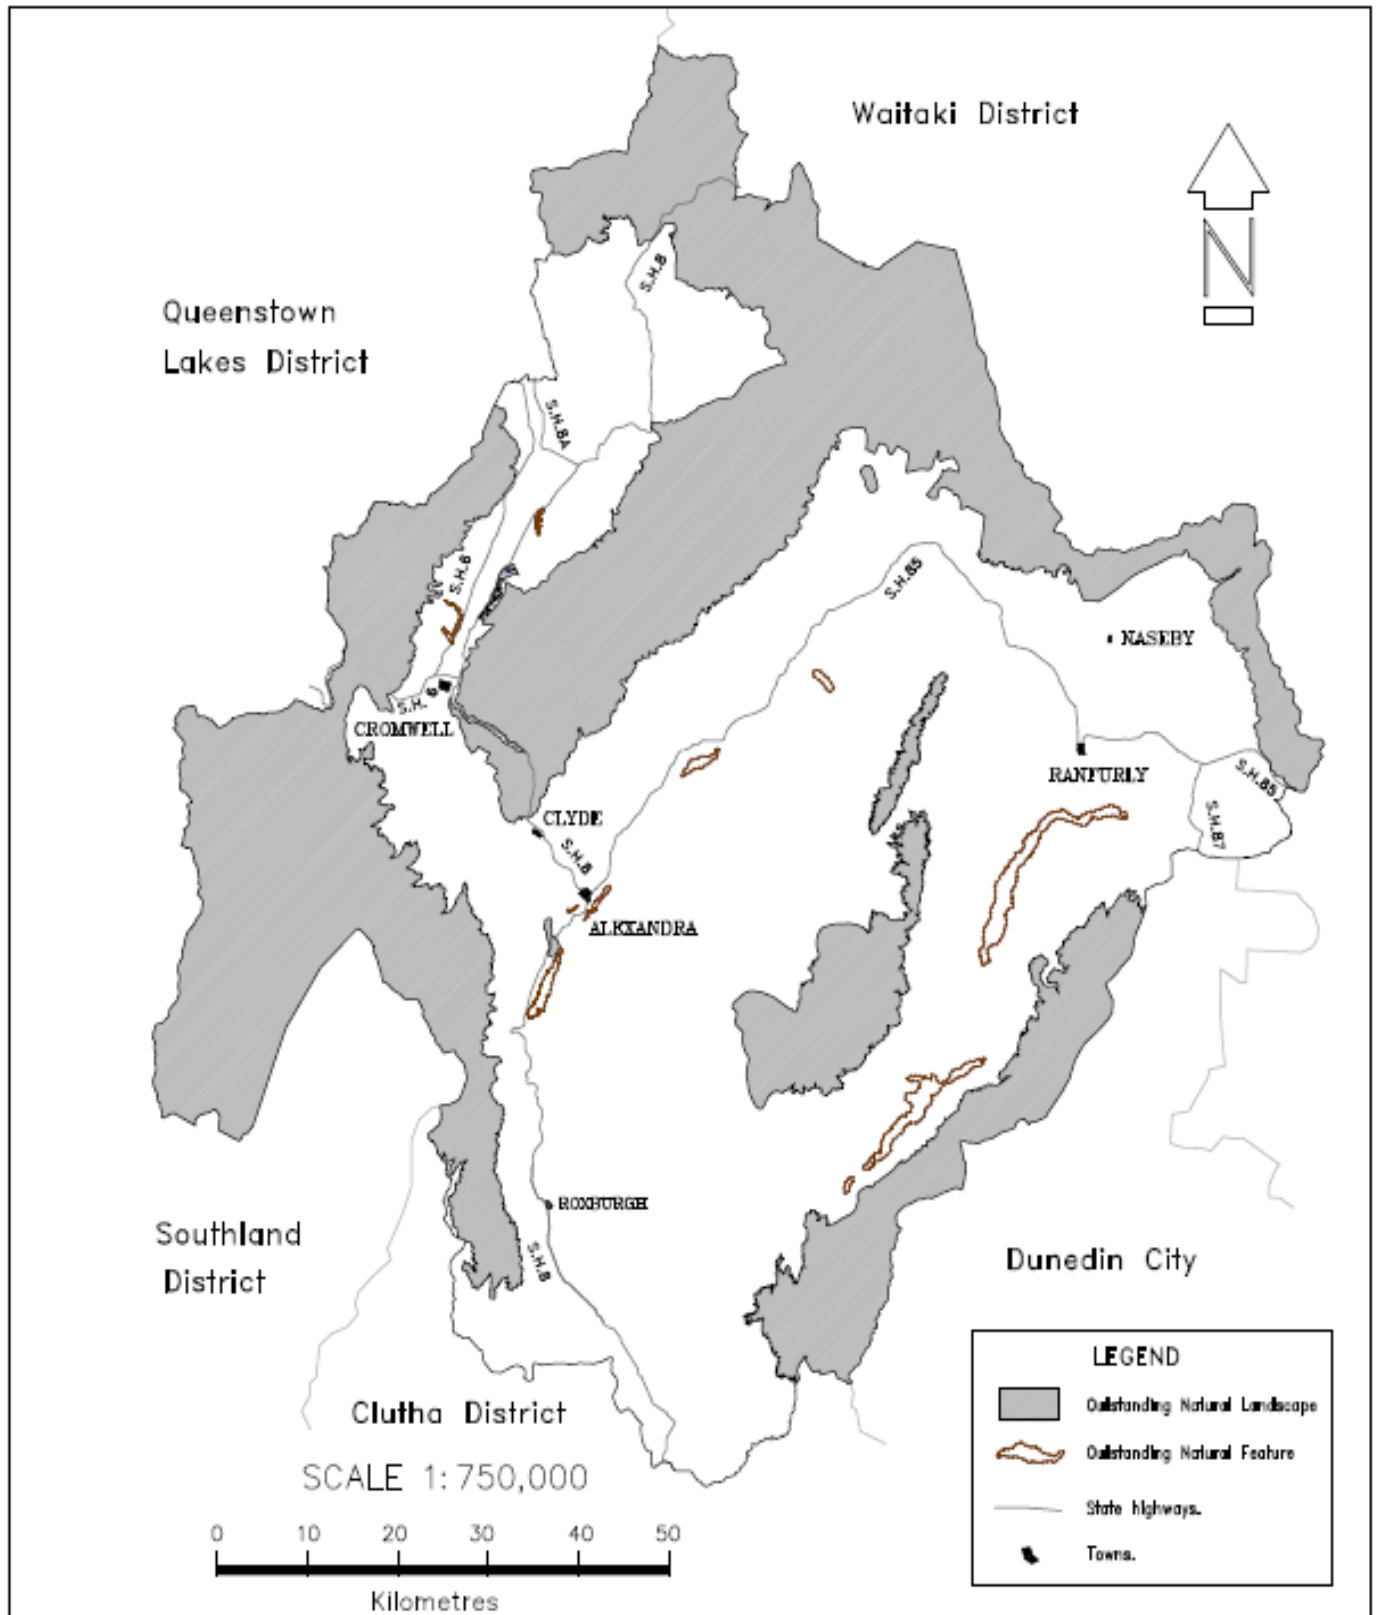 Waitaki District
N
Queenstown
Lakes District
S.H.8
S.H.8A
S.H.6
S.H.85
NASEBY
S.H. 6
CROMWELL
RANFURLY
S.H.85
S.H.87
CLYDE
S.H.8
ALEXANDRA
ROXBURGH
S.H.8
Southland
District
Dunedin City
Clutha District
SCALE 1:750,000
0 10 20 30 40 50
Kilometres
LEGEND
Outstanding Natural Landscape
Outstanding Natural Feature
State highways.
Towns.